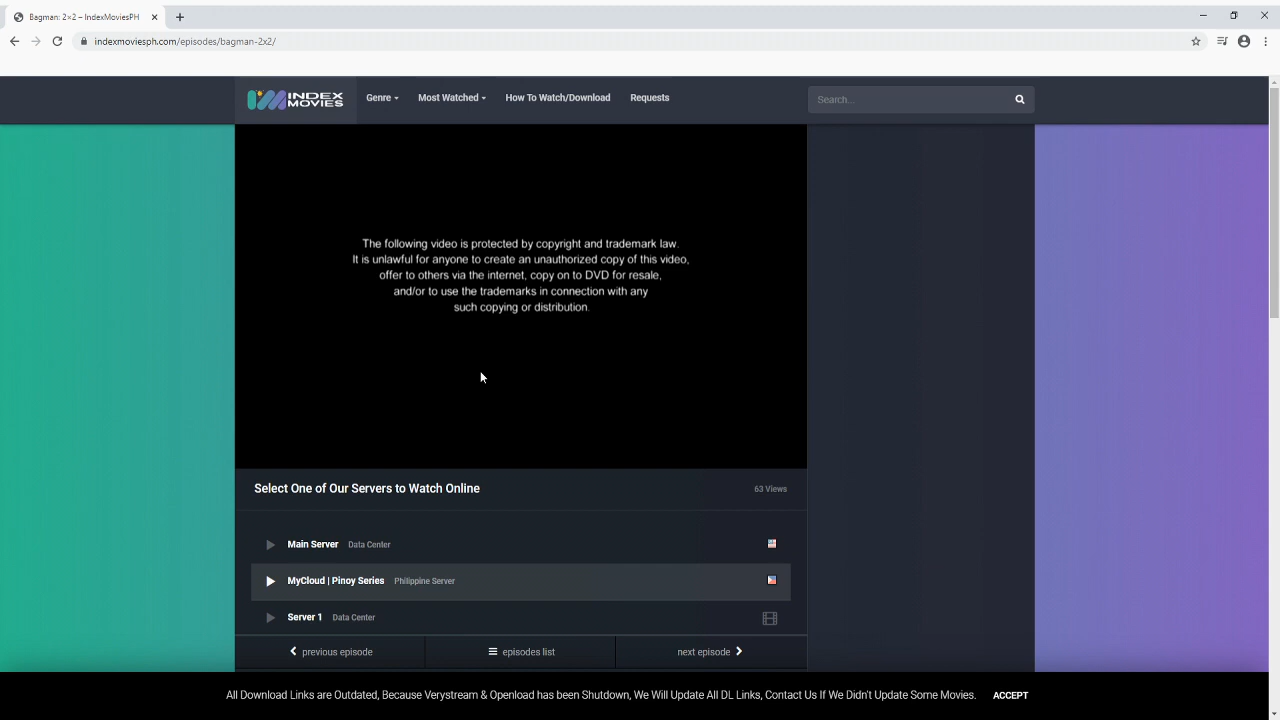 Bagman: 2×2 – IndexMoviesPH
indexmoviesph.com/episodes/bagman-2x2/
INDEX
MOVIES
Genre
Most Watched
How To Watch/Download
Requests
Search...
The following video is protected by copyright and trademark law.
It is unlawful for anyone to create an unauthorized copy of this video,
offer to others via the internet, copy on to DVD for resale,
and/or to use the trademarks in connection with any
such copying or distribution.
Select One of Our Servers to Watch Online
63 Views
Main Server Data Center
MyCloud | Pinoy Series Philippine Server
Server 1 Data Center
previous episode
episodes list
next episode
All Download Links are Outdated, Because Verystream & Openload has been Shutdown, We Will Update All DL Links, Contact Us If We Didn't Update Some Movies. ACCEPT